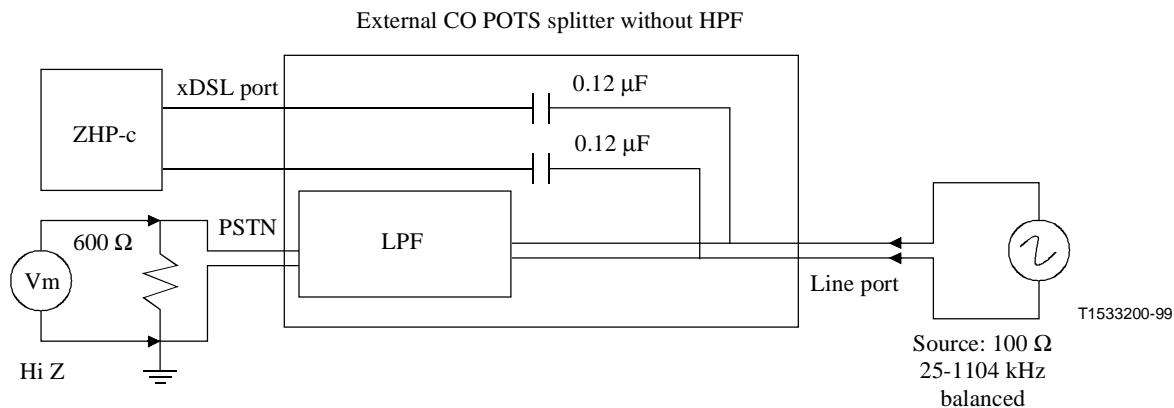 External CO POTS splitter without HPF
xDSL port
0.12 µF
ZHP-c
0.12 µF
PSTN
LPF
600 Ω
Vm
Line port
T1533200-99
Hi Z
Source: 100 Ω
25-1104 kHz
balanced